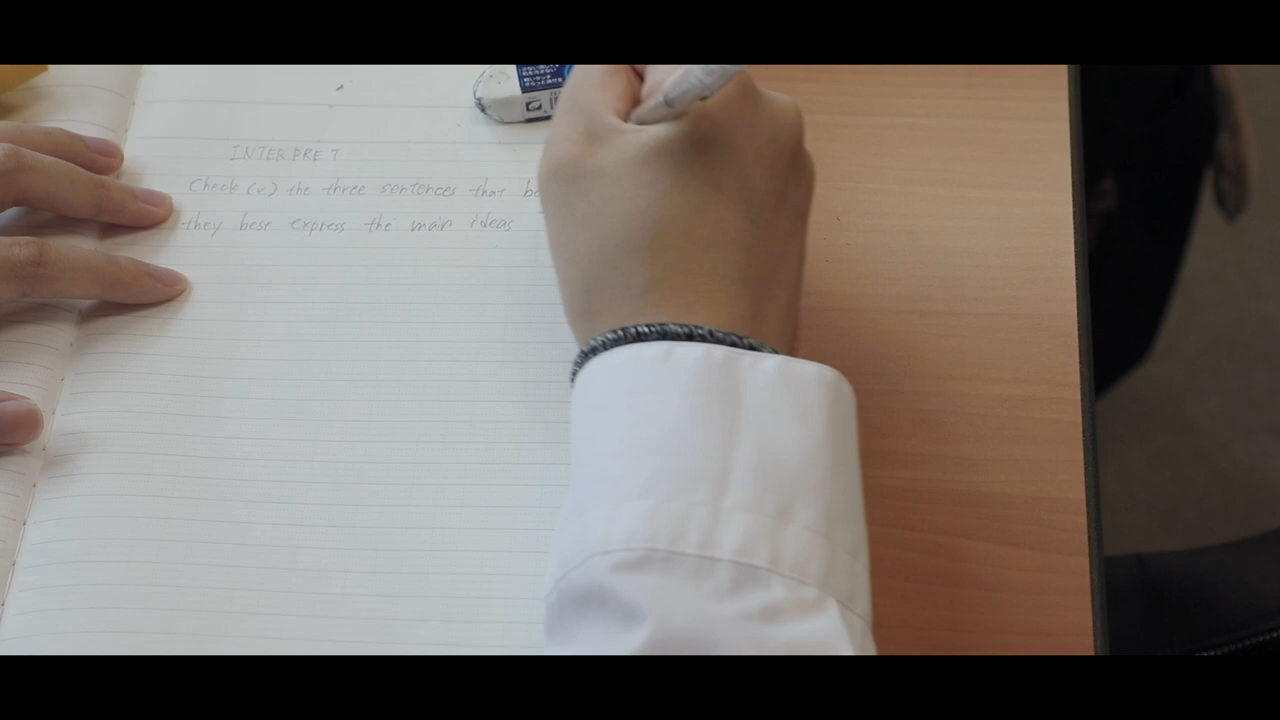 INTERPRET
Check (v) the three sentences that
they best express the main ideas